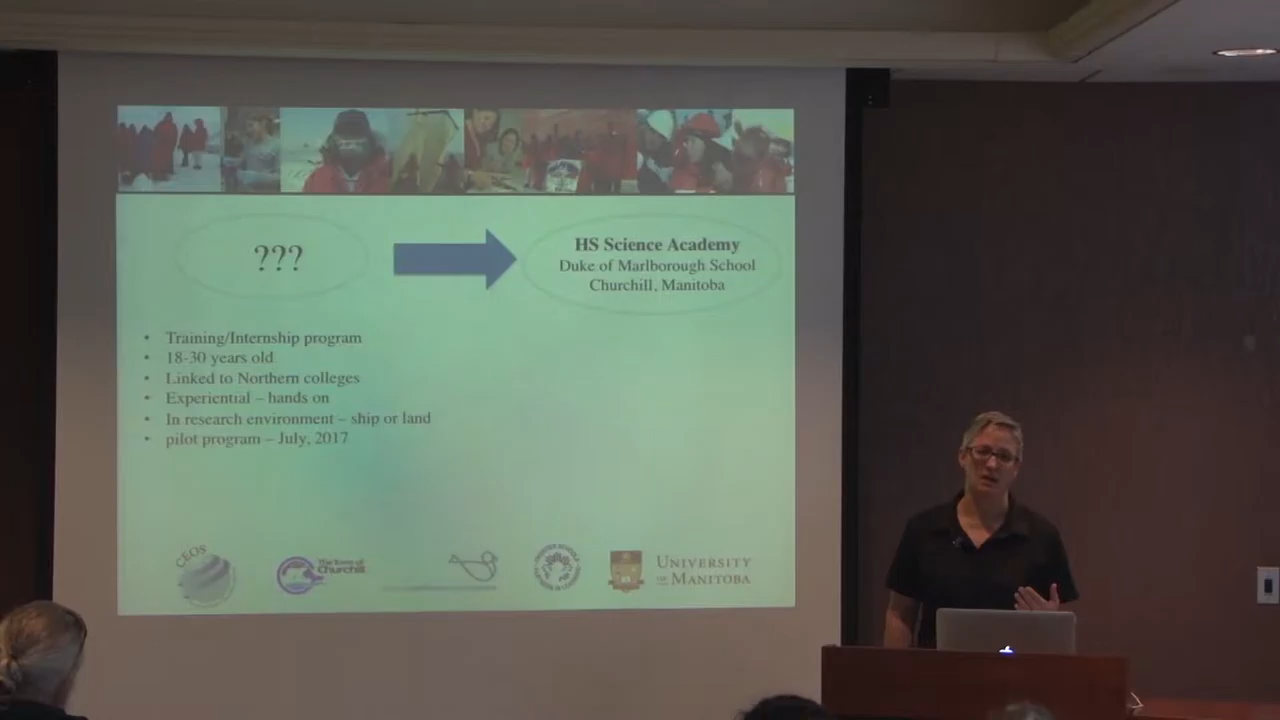 ???
HS Science Academy
Duke of Marlborough School
Churchill, Manitoba
• Training/Internship program
• 18-30 years old
• Linked to Northern colleges
• Experiential – hands on
• In research environment – ship or land
• pilot program – July, 2017
CEOS
The Town of
Churchill
UNIVERSITY
OF MANITOBA